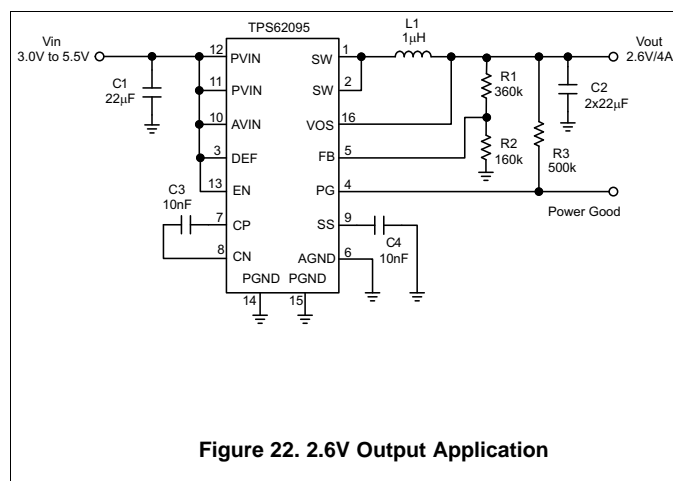 TPS62095
Vin
3.0V to 5.5V
12
PVIN
SW
1
L1
1µH
Vout
2.6V/4A
C1
22µF
11
PVIN
SW
2
R1
360k
C2
2x22µF
10
AVIN
VOS
16
3
DEF
FB
5
R2
160k
R3
500k
13
EN
PG
4
Power Good
C3
10nF
7
CP
SS
9
C4
10nF
8
CN
AGND
6
PGND PGND
14
15
Figure 22. 2.6V Output Application